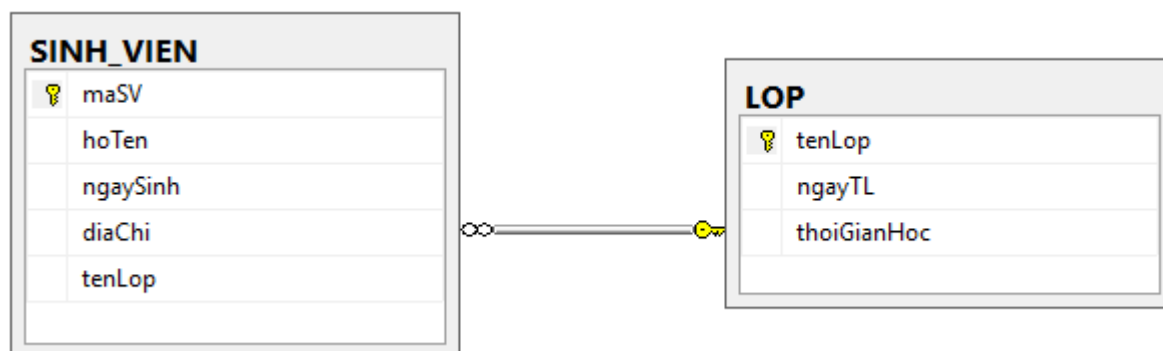 SINH_VIEN
maSV
hoTen
ngaySinh
diaChi
tenLop
LOP
tenLop
ngayTL
thoiGianHoc